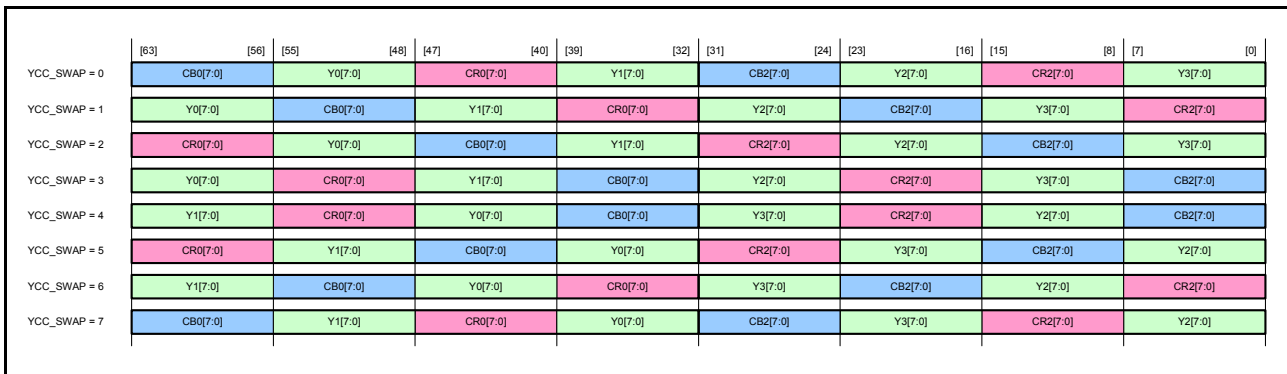 [63] [56] [55] [48] [47] [40] [39] [32] [31] [24] [23] [16] [15] [8] [7] [0]
YCC_SWAP = 0 CB0[7:0] Y0[7:0] CR0[7:0] Y1[7:0] CB2[7:0] Y2[7:0] CR2[7:0] Y3[7:0]
YCC_SWAP = 1 Y0[7:0] CB0[7:0] Y1[7:0] CR0[7:0] Y2[7:0] CB2[7:0] Y3[7:0] CR2[7:0]
YCC_SWAP = 2 CR0[7:0] Y0[7:0] CB0[7:0] Y1[7:0] CR2[7:0] Y2[7:0] CB2[7:0] Y3[7:0]
YCC_SWAP = 3 Y0[7:0] CR0[7:0] Y1[7:0] CB0[7:0] Y2[7:0] CR2[7:0] Y3[7:0] CB2[7:0]
YCC_SWAP = 4 Y1[7:0] CR0[7:0] Y0[7:0] CB0[7:0] Y3[7:0] CR2[7:0] Y2[7:0] CB2[7:0]
YCC_SWAP = 5 CR0[7:0] Y1[7:0] CB0[7:0] Y0[7:0] CR2[7:0] Y3[7:0] CB2[7:0] Y2[7:0]
YCC_SWAP = 6 Y1[7:0] CB0[7:0] Y0[7:0] CR0[7:0] Y3[7:0] CB2[7:0] Y2[7:0] CR2[7:0]
YCC_SWAP = 7 CB0[7:0] Y1[7:0] CR0[7:0] Y0[7:0] CB2[7:0] Y3[7:0] CR2[7:0] Y2[7:0]